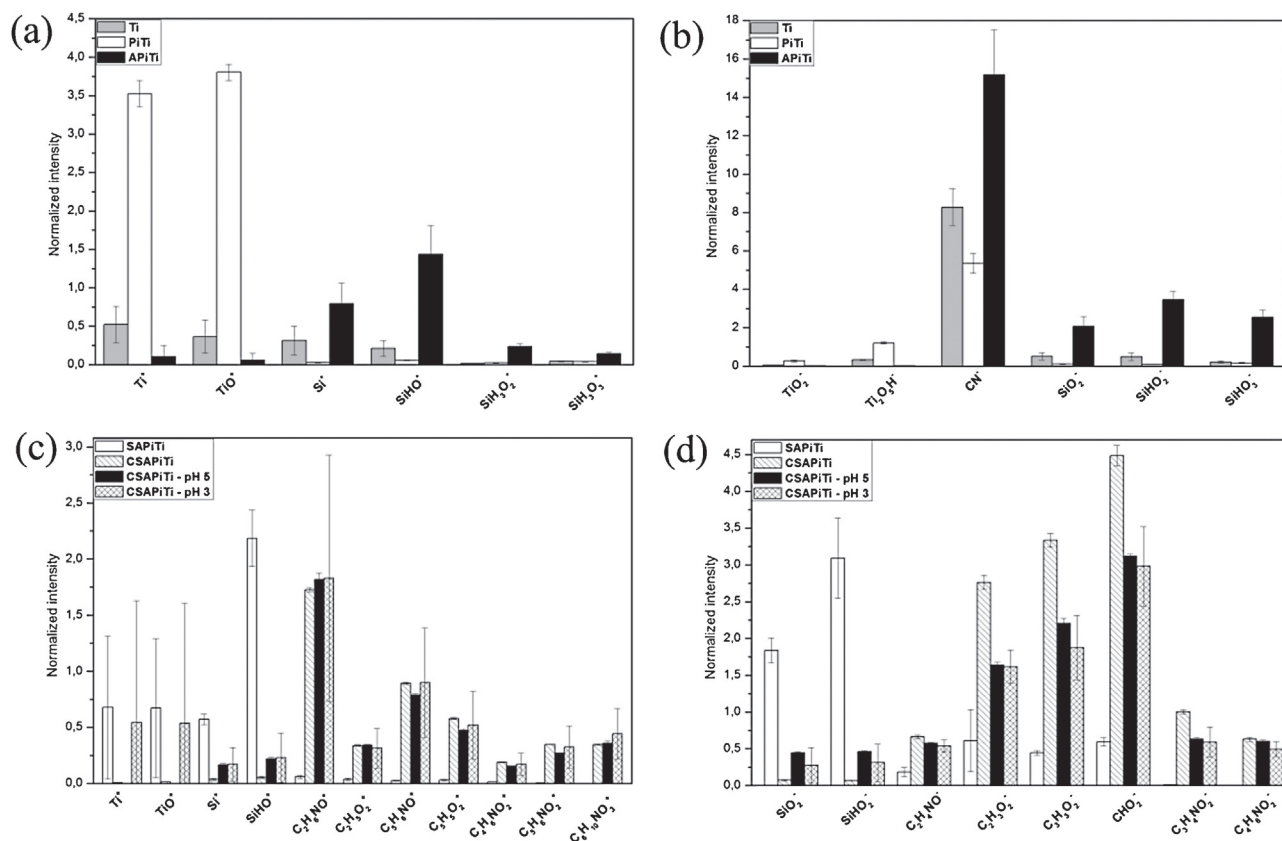 (a)
Ti
PiTi
APiTi
Normalized intensity
4,5
4,0
3,5
3,0
2,5
2,0
1,5
1,0
0,5
0,0
Ti⁺
TiO⁺
Si⁺
SiHO⁺
SiH₃O₂⁺
SiH₃O₃⁺
(b)
Ti
PiTi
APiTi
Normalized intensity
18
16
14
12
10
8
6
4
2
0
TiO₂⁻
Ti₂O₅H⁻
CN⁻
SiO₂⁻
SiHO₂⁻
SiHO₃⁻
(c)
SAPiTi
CSAPiTi
CSAPiTi - pH 5
CSAPiTi - pH 3
Normalized intensity
3,0
2,5
2,0
1,5
1,0
0,5
0,0
Ti⁺
TiO⁺
Si⁺
SiHO⁺
C₂H₅O₂⁺
C₅H₅O₂⁺
C₄H₆NO₂⁺
C₆H₁₀NO₃⁺
(d)
SAPiTi
CSAPiTi
CSAPiTi - pH 5
CSAPiTi - pH 3
Normalized intensity
4,5
4,0
3,5
3,0
2,5
2,0
1,5
1,0
0,5
0,0
SiO₂⁻
SiHO₂⁻
C₂H₄NO⁻
C₂H₃O₂⁻
C₃H₃O₂⁻
CHO₂⁻
C₃H₄NO₂⁻